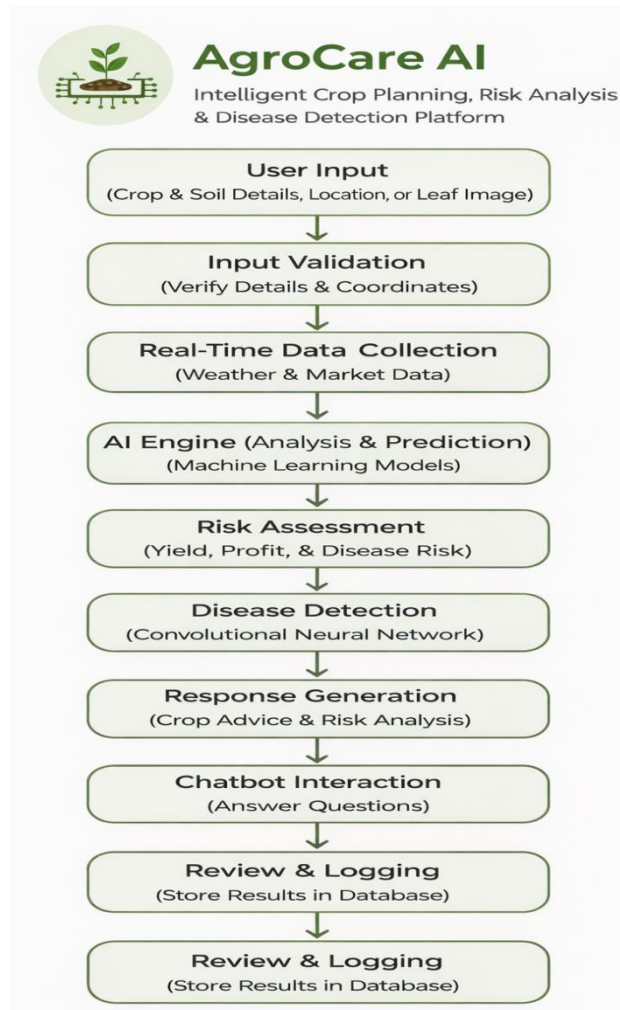 AgroCare AI
Intelligent Crop Planning, Risk Analysis
& Disease Detection Platform
User Input
(Crop & Soil Details, Location, or Leaf Image)
Input Validation
(Verify Details & Coordinates)
Real-Time Data Collection
(Weather & Market Data)
AI Engine (Analysis & Prediction)
(Machine Learning Models)
Risk Assessment
(Yield, Profit, & Disease Risk)
Disease Detection
(Convolutional Neural Network)
Response Generation
(Crop Advice & Risk Analysis)
Chatbot Interaction
(Answer Questions)
Review & Logging
(Store Results in Database)
Review & Logging
(Store Results in Database)